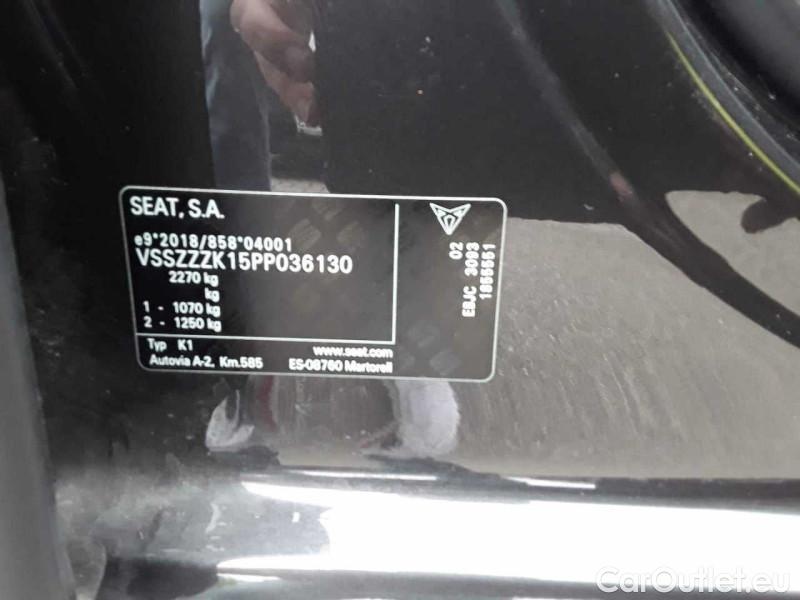 SEAT, S.A.
e9*2018/858*04001
VSSZZZK15PP036130
2270 kg
kg
1 - 1070 kg
2 - 1250 kg
Typ K1
www.seat.com
Autovia A-2, Km.585
ES-08760 Martorell
02
EBJC 3093
1955551
CarOutlet.eu